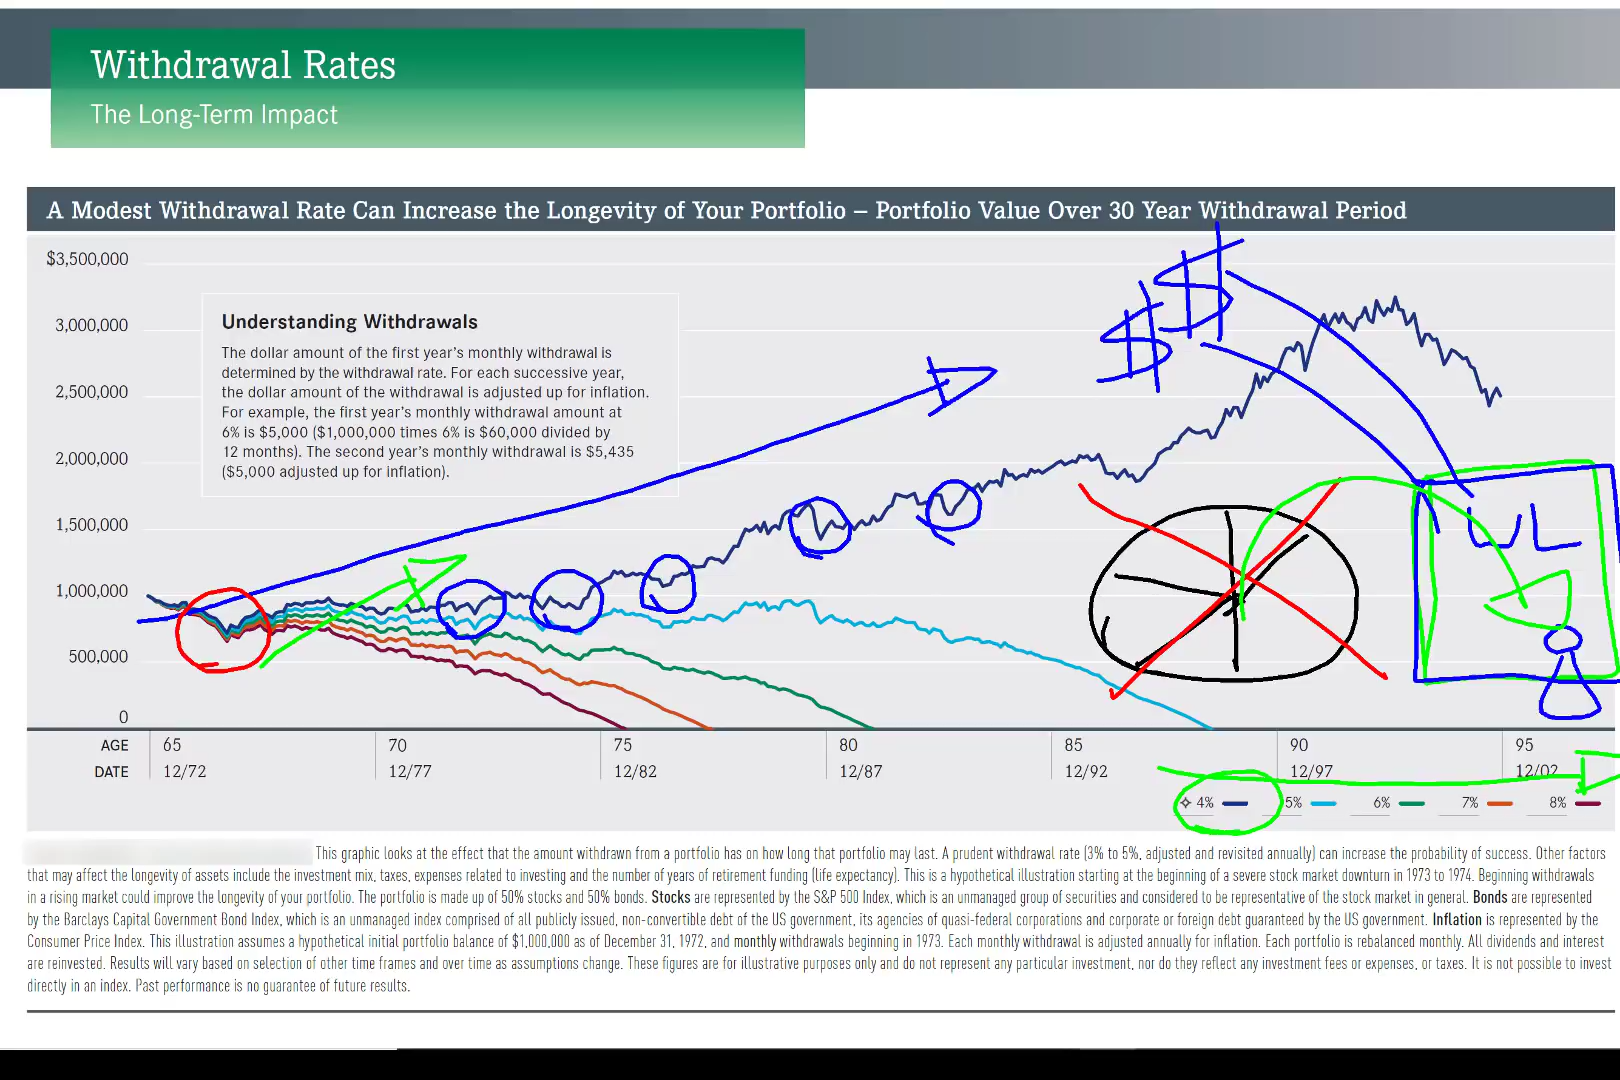 Withdrawal Rates
The Long-Term Impact
A Modest Withdrawal Rate Can Increase the Longevity of Your Portfolio – Portfolio Value Over 30 Year Withdrawal Period
$3,500,000
3,000,000
2,500,000
2,000,000
1,500,000
1,000,000
500,000
0
Understanding Withdrawals
The dollar amount of the first year's monthly withdrawal is
determined by the withdrawal rate. For each successive year,
the dollar amount of the withdrawal is adjusted up for inflation.
For example, the first year's monthly withdrawal amount at
6% is $5,000 ($1,000,000 times 6% is $60,000 divided by
12 months). The second year's monthly withdrawal is $5,435
($5,000 adjusted up for inflation).
$ $
WL
AGE 65 70 75 80 85 90 95
DATE 12/72 12/77 12/82 12/87 12/92 12/97 12/02
4% 5% 6% 7% 8%
This graphic looks at the effect that the amount withdrawn from a portfolio has on how long that portfolio may last. A prudent withdrawal rate (3% to 5%, adjusted and revisited annually) can increase the probability of success. Other factors
that may affect the longevity of assets include the investment mix, taxes, expenses related to investing and the number of years of retirement funding (life expectancy). This is a hypothetical illustration starting at the beginning of a severe stock market downturn in 1973 to 1974. Beginning withdrawals
in a rising market could improve the longevity of your portfolio. The portfolio is made up of 50% stocks and 50% bonds. Stocks are represented by the S&P 500 Index, which is an unmanaged group of securities and considered to be representative of the stock market in general. Bonds are represented
by the Barclays Capital Government Bond Index, which is an unmanaged index comprised of all publicly issued, non-convertible debt of the US government, its agencies of quasi-federal corporations and corporate or foreign debt guaranteed by the US government. Inflation is represented by the
Consumer Price Index. This illustration assumes a hypothetical initial portfolio balance of $1,000,000 as of December 31, 1972, and monthly withdrawals beginning in 1973. Each monthly withdrawal is adjusted annually for inflation. Each portfolio is rebalanced monthly. All dividends and interest
are reinvested. Results will vary based on selection of other time frames and over time as assumptions change. These figures are for illustrative purposes only and do not represent any particular investment, nor do they reflect any investment fees or expenses, or taxes. It is not possible to invest
directly in an index. Past performance is no guarantee of future results.